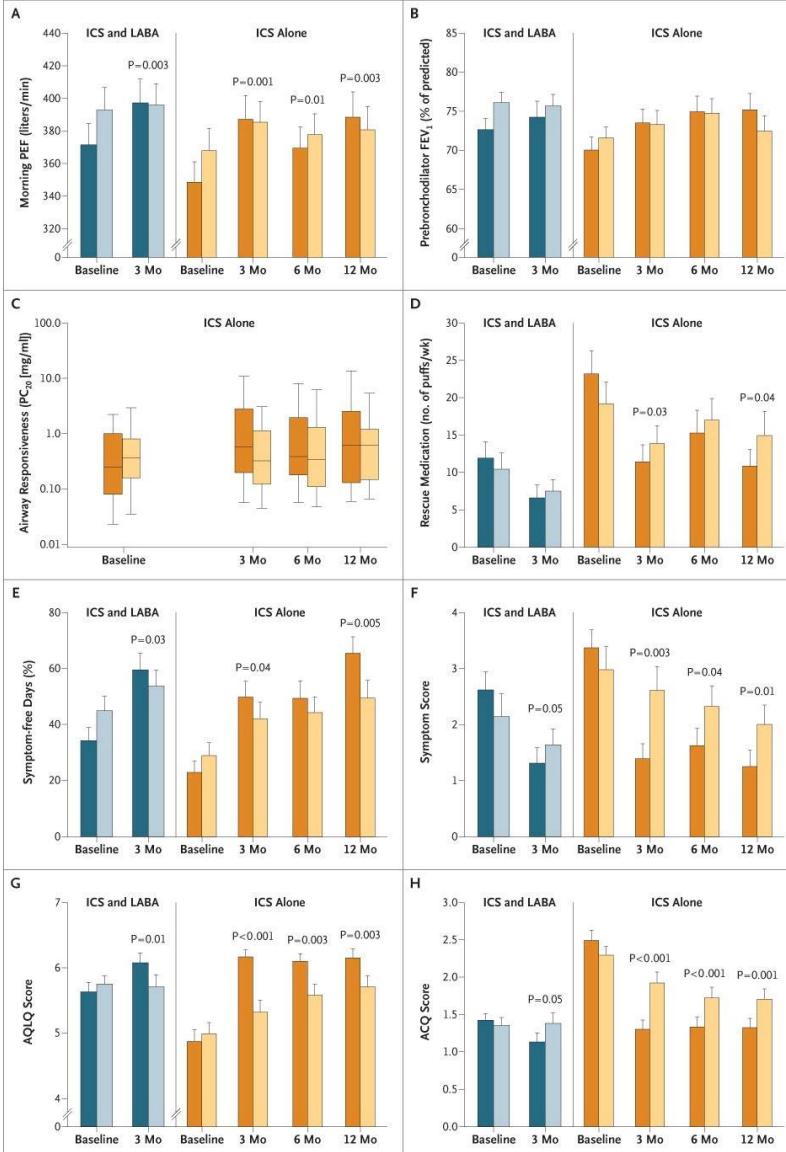 A
ICS and LABA
ICS Alone
Morning PEF (liters/min)
440
420
400
380
360
340
320
0
P=0.003
P=0.001
P=0.01
P=0.003
Baseline
3 Mo
Baseline
3 Mo
6 Mo
12 Mo
B
ICS and LABA
ICS Alone
Prebronchodilator FEV1 (% of predicted)
85
80
75
70
65
60
0
Baseline
3 Mo
Baseline
3 Mo
6 Mo
12 Mo
C
ICS Alone
Airway Responsiveness (PC20 [mg/ml])
100.0
10.0
1.0
0.10
0.01
Baseline
3 Mo
6 Mo
12 Mo
D
ICS and LABA
ICS Alone
Rescue Medication (no. of puffs/wk)
30
25
20
15
10
5
0
P=0.03
P=0.04
Baseline
3 Mo
Baseline
3 Mo
6 Mo
12 Mo
E
ICS and LABA
ICS Alone
Symptom-free Days (%)
80
60
40
20
0
P=0.03
P=0.04
P=0.005
Baseline
3 Mo
Baseline
3 Mo
6 Mo
12 Mo
F
ICS and LABA
ICS Alone
Symptom Score
4
3
2
1
0
P=0.05
P=0.003
P=0.04
P=0.01
Baseline
3 Mo
Baseline
3 Mo
6 Mo
12 Mo
G
ICS and LABA
ICS Alone
AQLQ Score
7
6
5
4
0
P=0.01
P<0.001
P=0.003
P=0.003
Baseline
3 Mo
Baseline
3 Mo
6 Mo
12 Mo
H
ICS and LABA
ICS Alone
ACQ Score
3.0
2.5
2.0
1.5
1.0
0.5
0.0
P=0.05
P<0.001
P<0.001
P=0.001
Baseline
3 Mo
Baseline
3 Mo
6 Mo
12 Mo